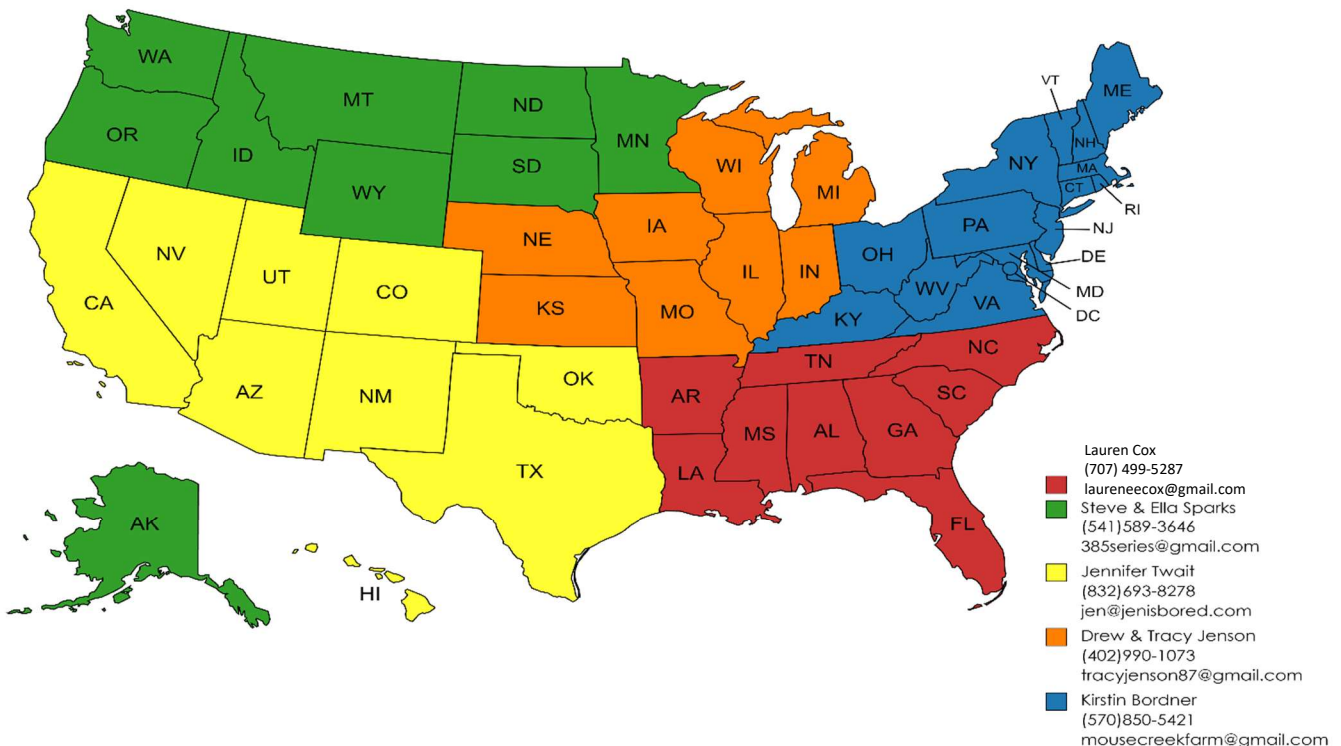 WA
MT
ND
MN
OR
ID
SD
WY
WI
MI
VT
ME
NH
NY
MA
CT
RI
NJ
PA
DE
MD
DC
NV
UT
CA
CO
NE
IA
KS
MO
IL
IN
OH
WV
VA
KY
AZ
NM
OK
TX
TN
NC
AR
SC
MS
AL
GA
LA
FL
AK
HI
Lauren Cox
(707) 499-5287
laureneecox@gmail.com
Steve & Ella Sparks
(541)589-3646
385series@gmail.com
Jennifer Twait
(832)693-8278
jen@jenisbored.com
Drew & Tracy Jenson
(402)990-1073
tracyjenson87@gmail.com
Kirstin Bordner
(570)850-5421
mousecreekfarm@gmail.com